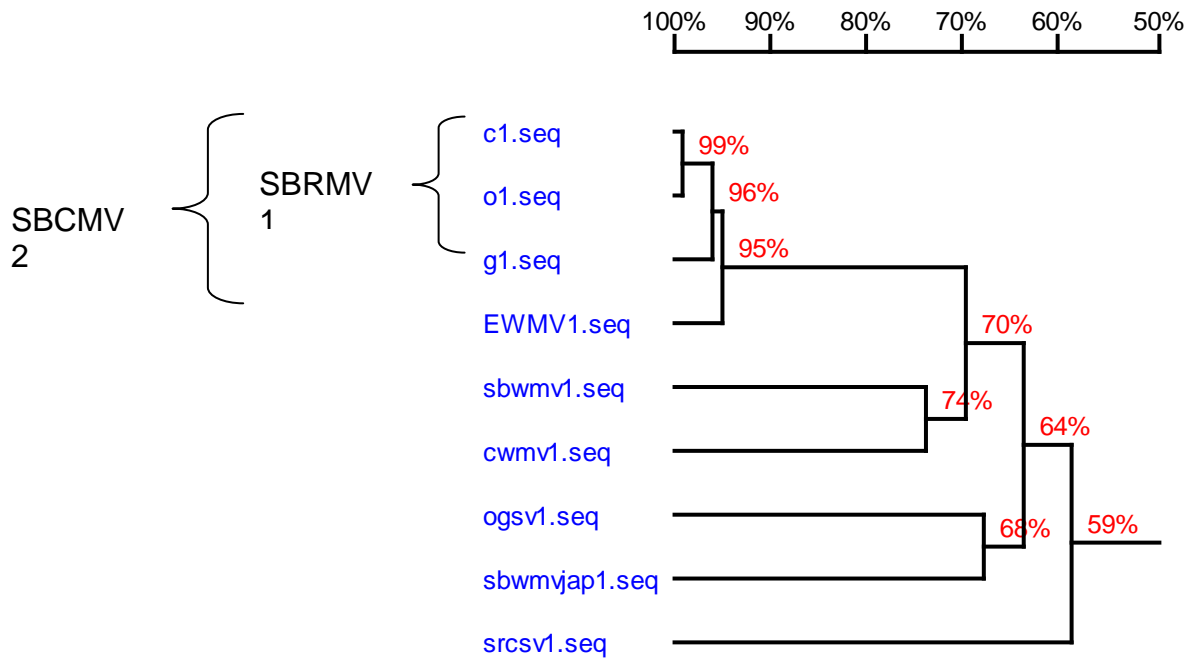 100% 90% 80% 70% 60% 50%
c1.seq
99%
SBRMV
1
o1.seq
96%
SBCMV
2
g1.seq
95%
EWMV1.seq
70%
sbwmv1.seq
74%
64%
cwmv1.seq
ogsv1.seq
68%
59%
sbwmvjap1.seq
srcsv1.seq